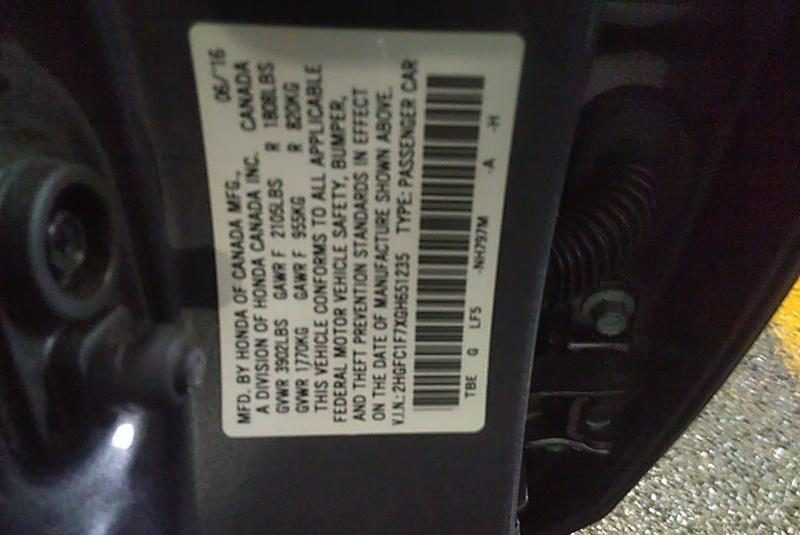 MFD. BY HONDA OF CANADA MFG., 06/'16
A DIVISION OF HONDA CANADA INC. CANADA
GVWR 3902LBS GAWR F 2105LBS R 1808LBS
GVWR 1770KG GAWR F 955KG R 820KG
THIS VEHICLE CONFORMS TO ALL APPLICABLE
FEDERAL MOTOR VEHICLE SAFETY, BUMPER,
AND THEFT PREVENTION STANDARDS IN EFFECT
ON THE DATE OF MANUFACTURE SHOWN ABOVE.
V.I.N.:2HGFC1F7XGH651235 TYPE: PASSENGER CAR
TBE G LF5 -NH797M -A -H